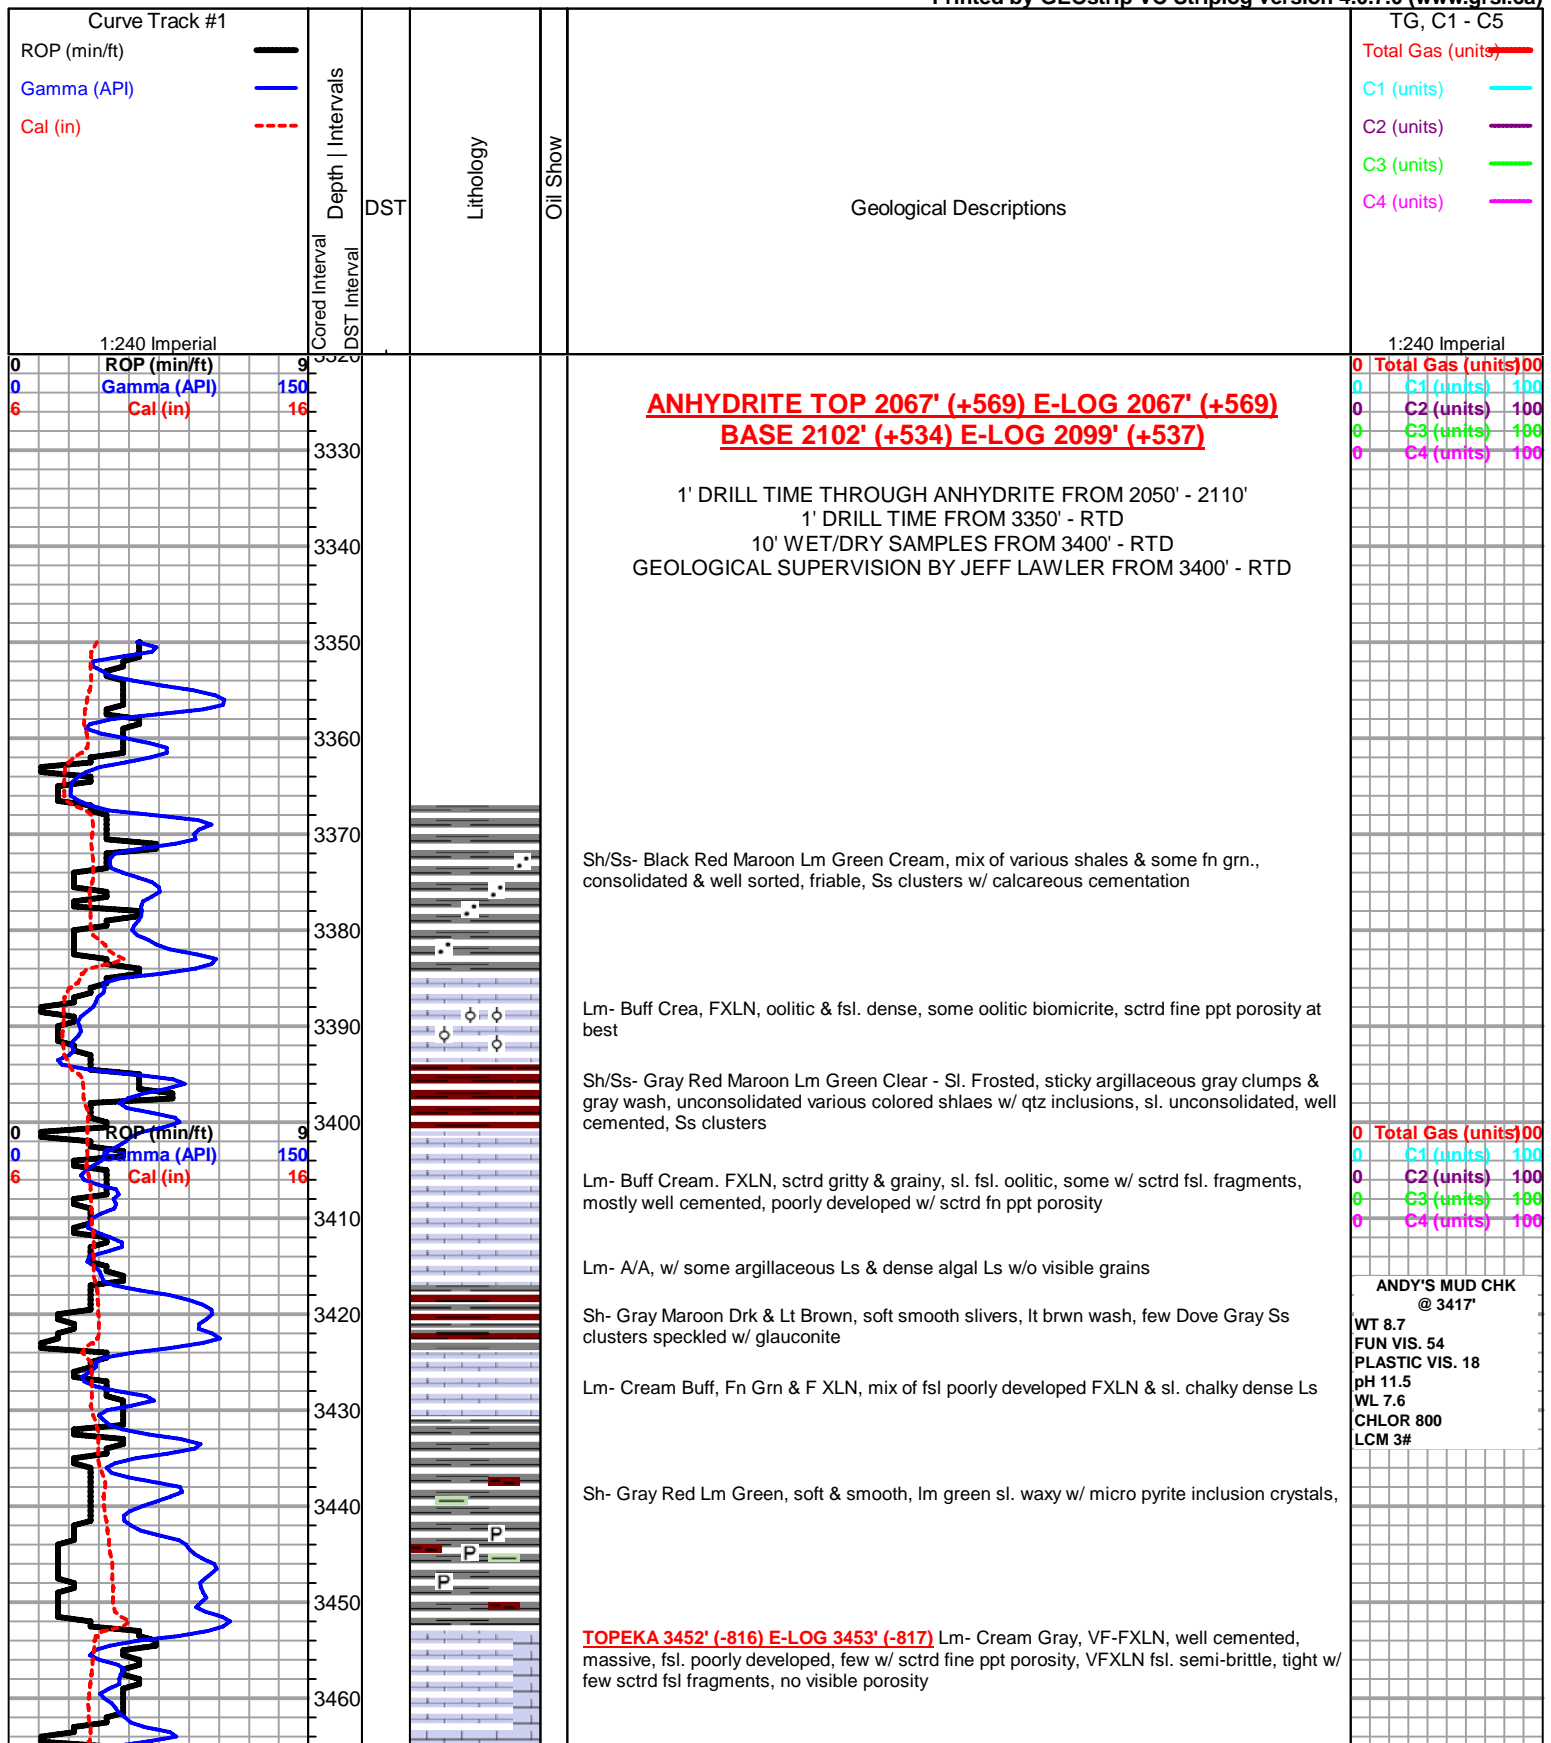 Curve Track #1
ROP (min/ft)
Gamma (API)
Cal (in)
1:240 Imperial
Depth | Intervals
Cored Interval
DST Interval
DST
Lithology
Oil Show
Geological Descriptions
TG, C1 - C5
Total Gas (units)
C1 (units)
C2 (units)
C3 (units)
C4 (units)
1:240 Imperial
0 ROP (min/ft) 9
0 Gamma (API) 150
6 Cal (in) 16
0 Total Gas (units) 100
0 C1 (units) 100
0 C2 (units) 100
0 C3 (units) 100
0 C4 (units) 100
ANHYDRITE TOP 2067' (+569) E-LOG 2067' (+569)
BASE 2102' (+534) E-LOG 2099' (+537)
3330
1' DRILL TIME THROUGH ANHYDRITE FROM 2050' - 2110'
1' DRILL TIME FROM 3350' - RTD
10' WET/DRY SAMPLES FROM 3400' - RTD
3340
GEOLOGICAL SUPERVISION BY JEFF LAWLER FROM 3400' - RTD
3350
3360
3370
Sh/Ss- Black Red Maroon Lm Green Cream, mix of various shales & some fn grn.,
consolidated & well sorted, friable, Ss clusters w/ calcareous cementation
3380
Lm- Buff Crea, FXLN, oolitic & fsl. dense, some oolitic biomicrite, sctrd fine ppt porosity at
best
3390
Sh/Ss- Gray Red Maroon Lm Green Clear - Sl. Frosted, sticky argillaceous gray clumps &
gray wash, unconsolidated various colored shlaes w/ qtz inclusions, sl. unconsolidated, well
cemented, Ss clusters
3400
0 ROP (min/ft) 9
0 Gamma (API) 150
6 Cal (in) 16
0 Total Gas (units) 100
0 C1 (units) 100
0 C2 (units) 100
0 C3 (units) 100
0 C4 (units) 100
Lm- Buff Cream. FXLN, sctrd gritty & grainy, sl. fsl. oolitic, some w/ sctrd fsl. fragments,
mostly well cemented, poorly developed w/ sctrd fn ppt porosity
3410
Lm- A/A, w/ some argillaceous Ls & dense algal Ls w/o visible grains
ANDY'S MUD CHK
@ 3417'
WT 8.7
FUN VIS. 54
PLASTIC VIS. 18
pH 11.5
WL 7.6
CHLOR 800
LCM 3#
3420
Sh- Gray Maroon Drk & Lt Brown, soft smooth slivers, lt brwn wash, few Dove Gray Ss
clusters speckled w/ glauconite
Lm- Cream Buff, Fn Grn & F XLN, mix of fsl poorly developed FXLN & sl. chalky dense Ls
3430
Sh- Gray Red Lm Green, soft & smooth, lm green sl. waxy w/ micro pyrite inclusion crystals,
3440
P
P
P
3450
TOPEKA 3452' (-816) E-LOG 3453' (-817) Lm- Cream Gray, VF-FXLN, well cemented,
massive, fsl. poorly developed, few w/ sctrd fine ppt porosity, VFXLN fsl. semi-brittle, tight w/
few sctrd fsl fragments, no visible porosity
3460